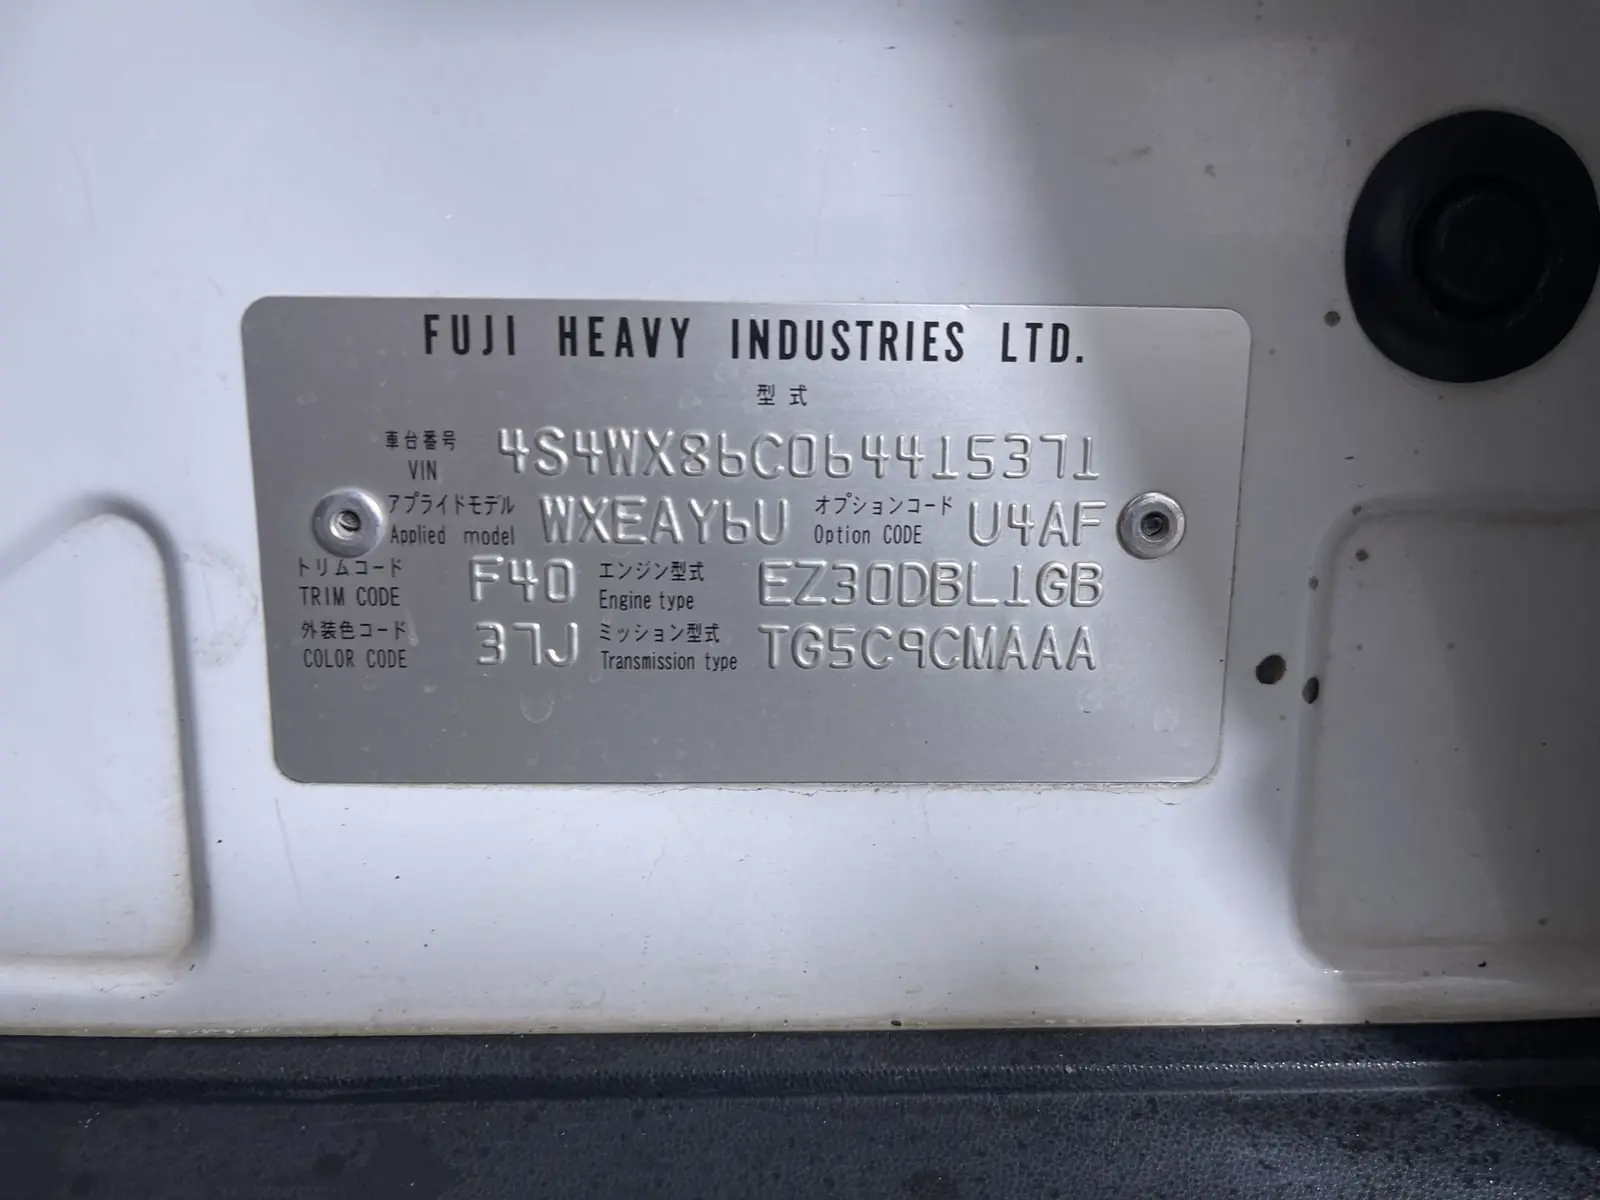 FUJI HEAVY INDUSTRIES LTD.
型式
車台番号 VIN 4S4WX86C064415371
アプライドモデル Applied model WXEAY6U オプションコード Option CODE U4AF
トリムコード TRIM CODE F40 エンジン型式 Engine type EZ30DBL1GB
外装色コード COLOR CODE 37J ミッション型式 Transmission type TG5C9CMAAA